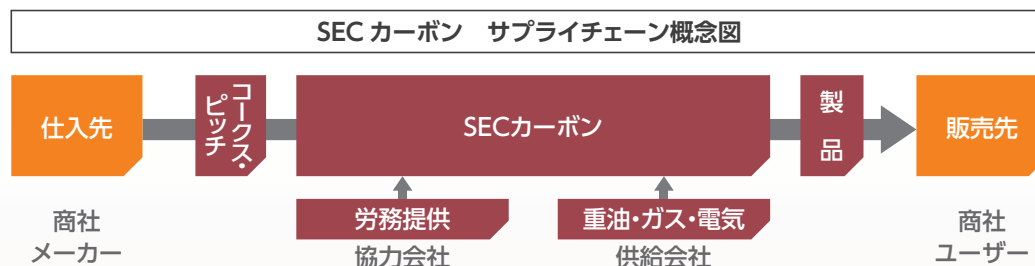 SEC カーボン　サプライチェーン概念図
仕入先
コークス・
ピッチ
SECカーボン
製
品
販売先
商社
メーカー
労務提供
協力会社
重油・ガス・電気
供給会社
商社
ユーザー